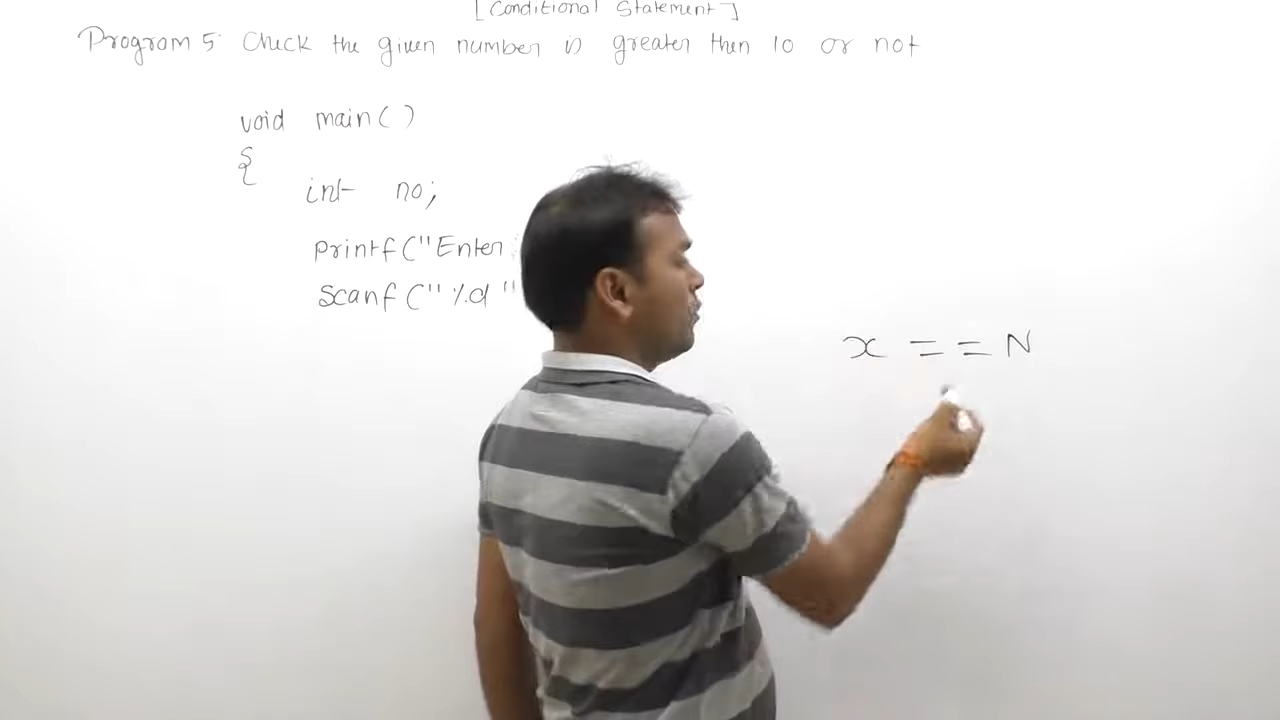 [Conditional Statement]
Program 5 Check the given number is greater then 10 or not
void main()
{
int no;
printf("Enter
scanf("%d"
x == N